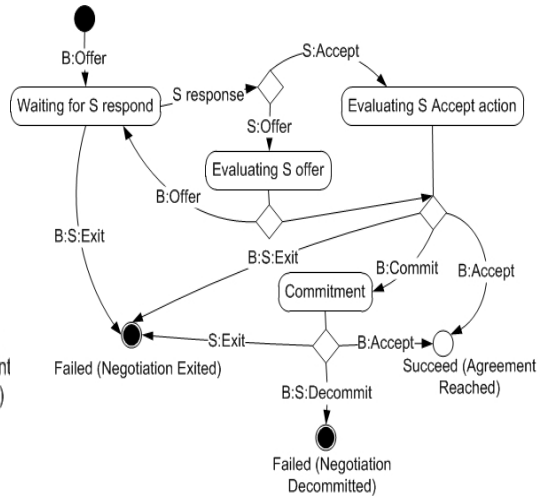 B:Offer
S:Accept
Waiting for S respond
S response
Evaluating S Accept action
S:Offer
Evaluating S offer
B:Offer
B:S:Exit
B:S:Exit
B:Commit
B:Accept
Commitment
S:Exit
B:Accept
nt
)
Failed (Negotiation Exited)
Succeed (Agreement
Reached)
B:S:Decommit
Failed (Negotiation
Decommitted)